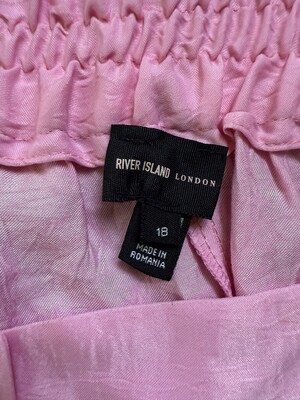 RIVER ISLAND LONDON
18
MADE IN
ROMANIA